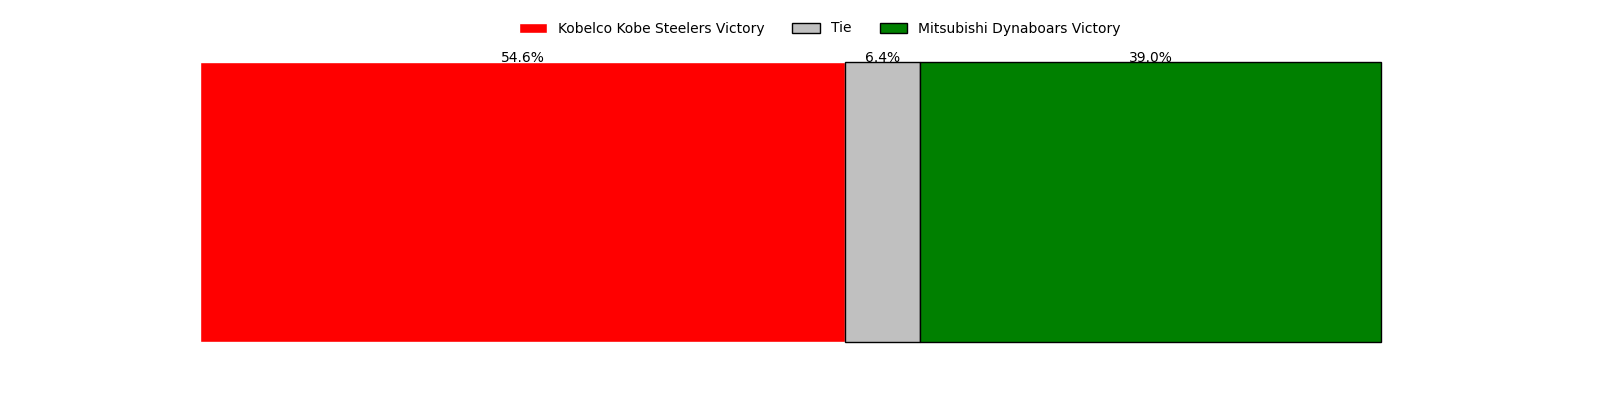 Kobelco Kobe Steelers Victory Tie Mitsubishi Dynaboars Victory
54.6% 6.4% 39.0%